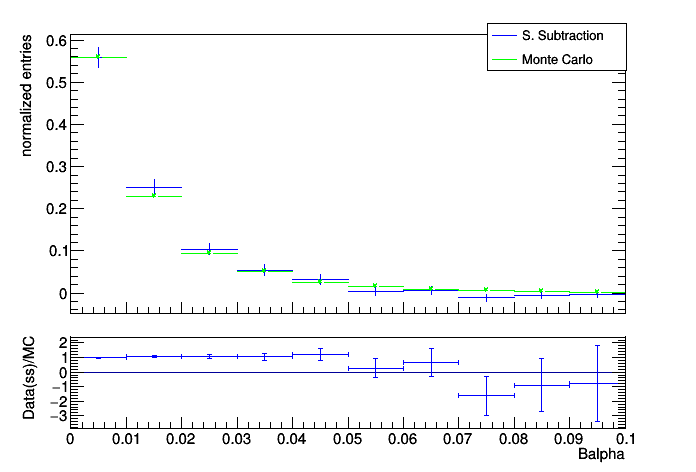 S. Subtraction
Monte Carlo
normalized entries
0.6
0.5
0.4
0.3
0.2
0.1
0
Data(ss)/MC
2
1
0
−1
−2
−3
0 0.01 0.02 0.03 0.04 0.05 0.06 0.07 0.08 0.09 0.1
Balpha